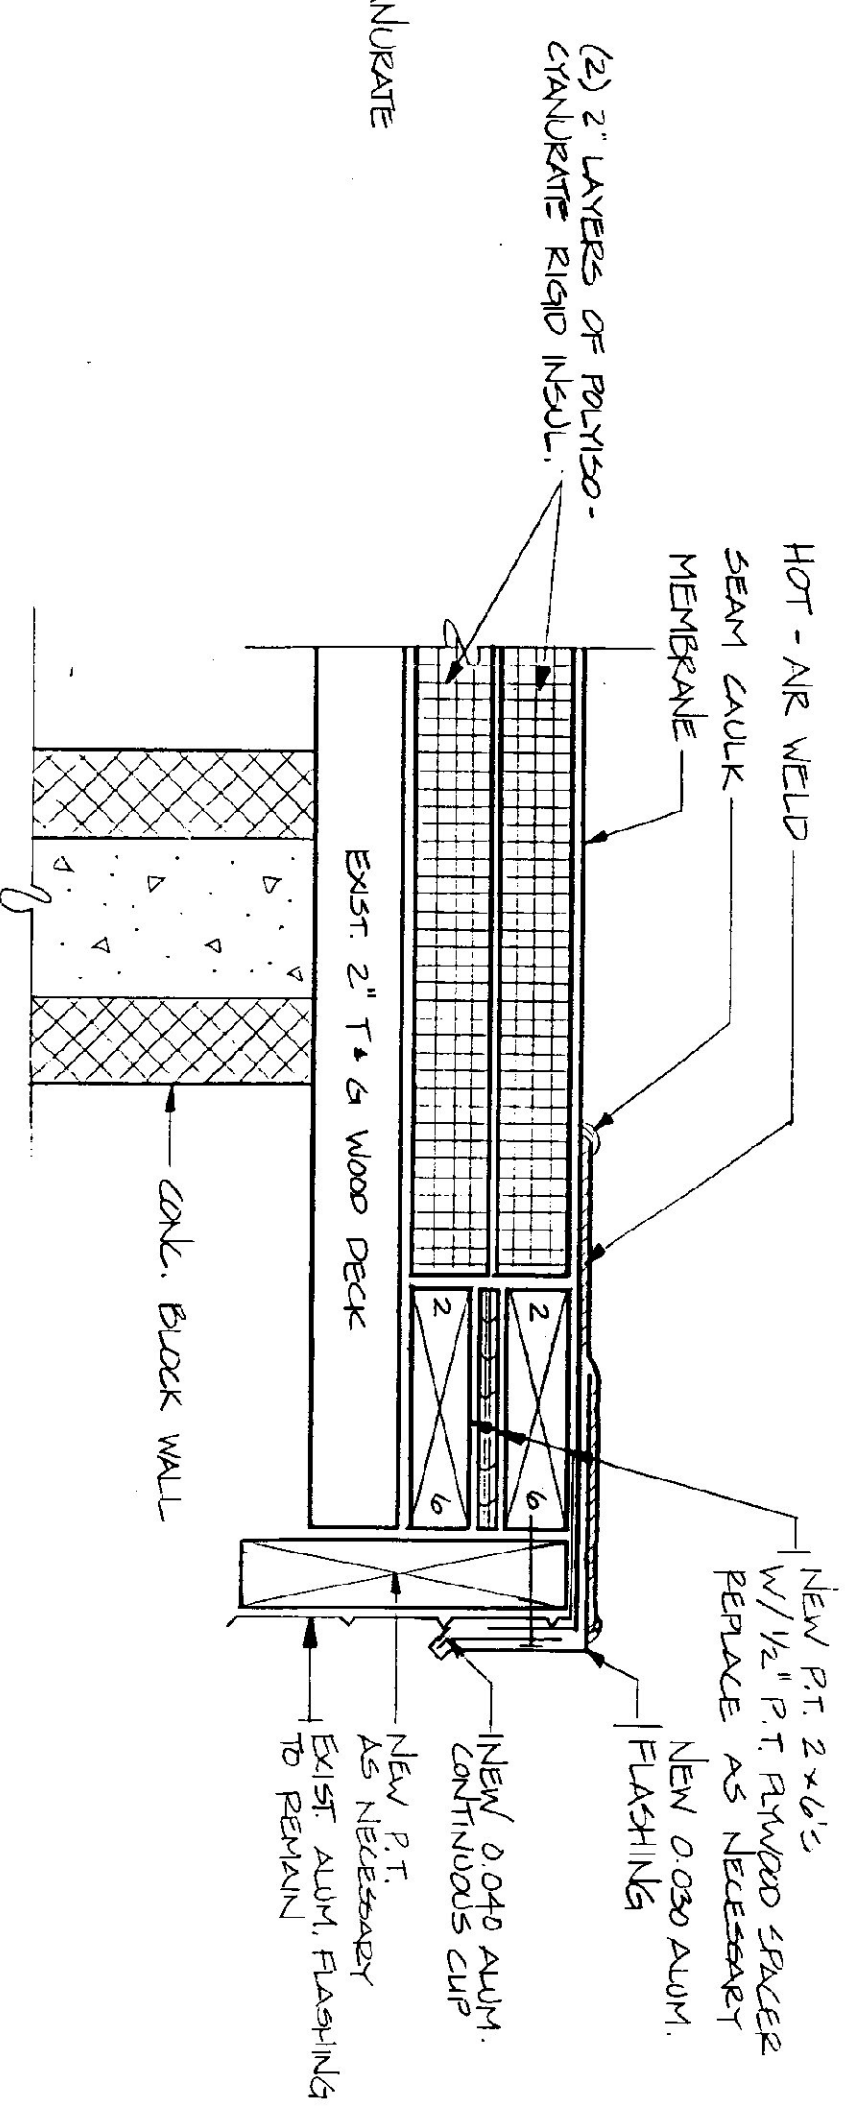 HOT-AIR WELD
SEAM CAULK
MEMBRANE
(2) 2" LAYERS OF POLYISO-
CYANURATE RIGID INSUL.
NURATE
NEW P.T. 2x6'S
W/ 1/2" P.T. PLYWOOD SPACER
REPLACE AS NECESSARY
NEW 0.030 ALUM.
FLASHING
NEW 0.040 ALUM.
CONTINUOUS CLIP
NEW P.T.
AS NECESSARY
EXIST. ALUM. FLASHING
TO REMAIN
2 6
2 6
EXIST. 2" T & G WOOD DECK
CONC. BLOCK WALL